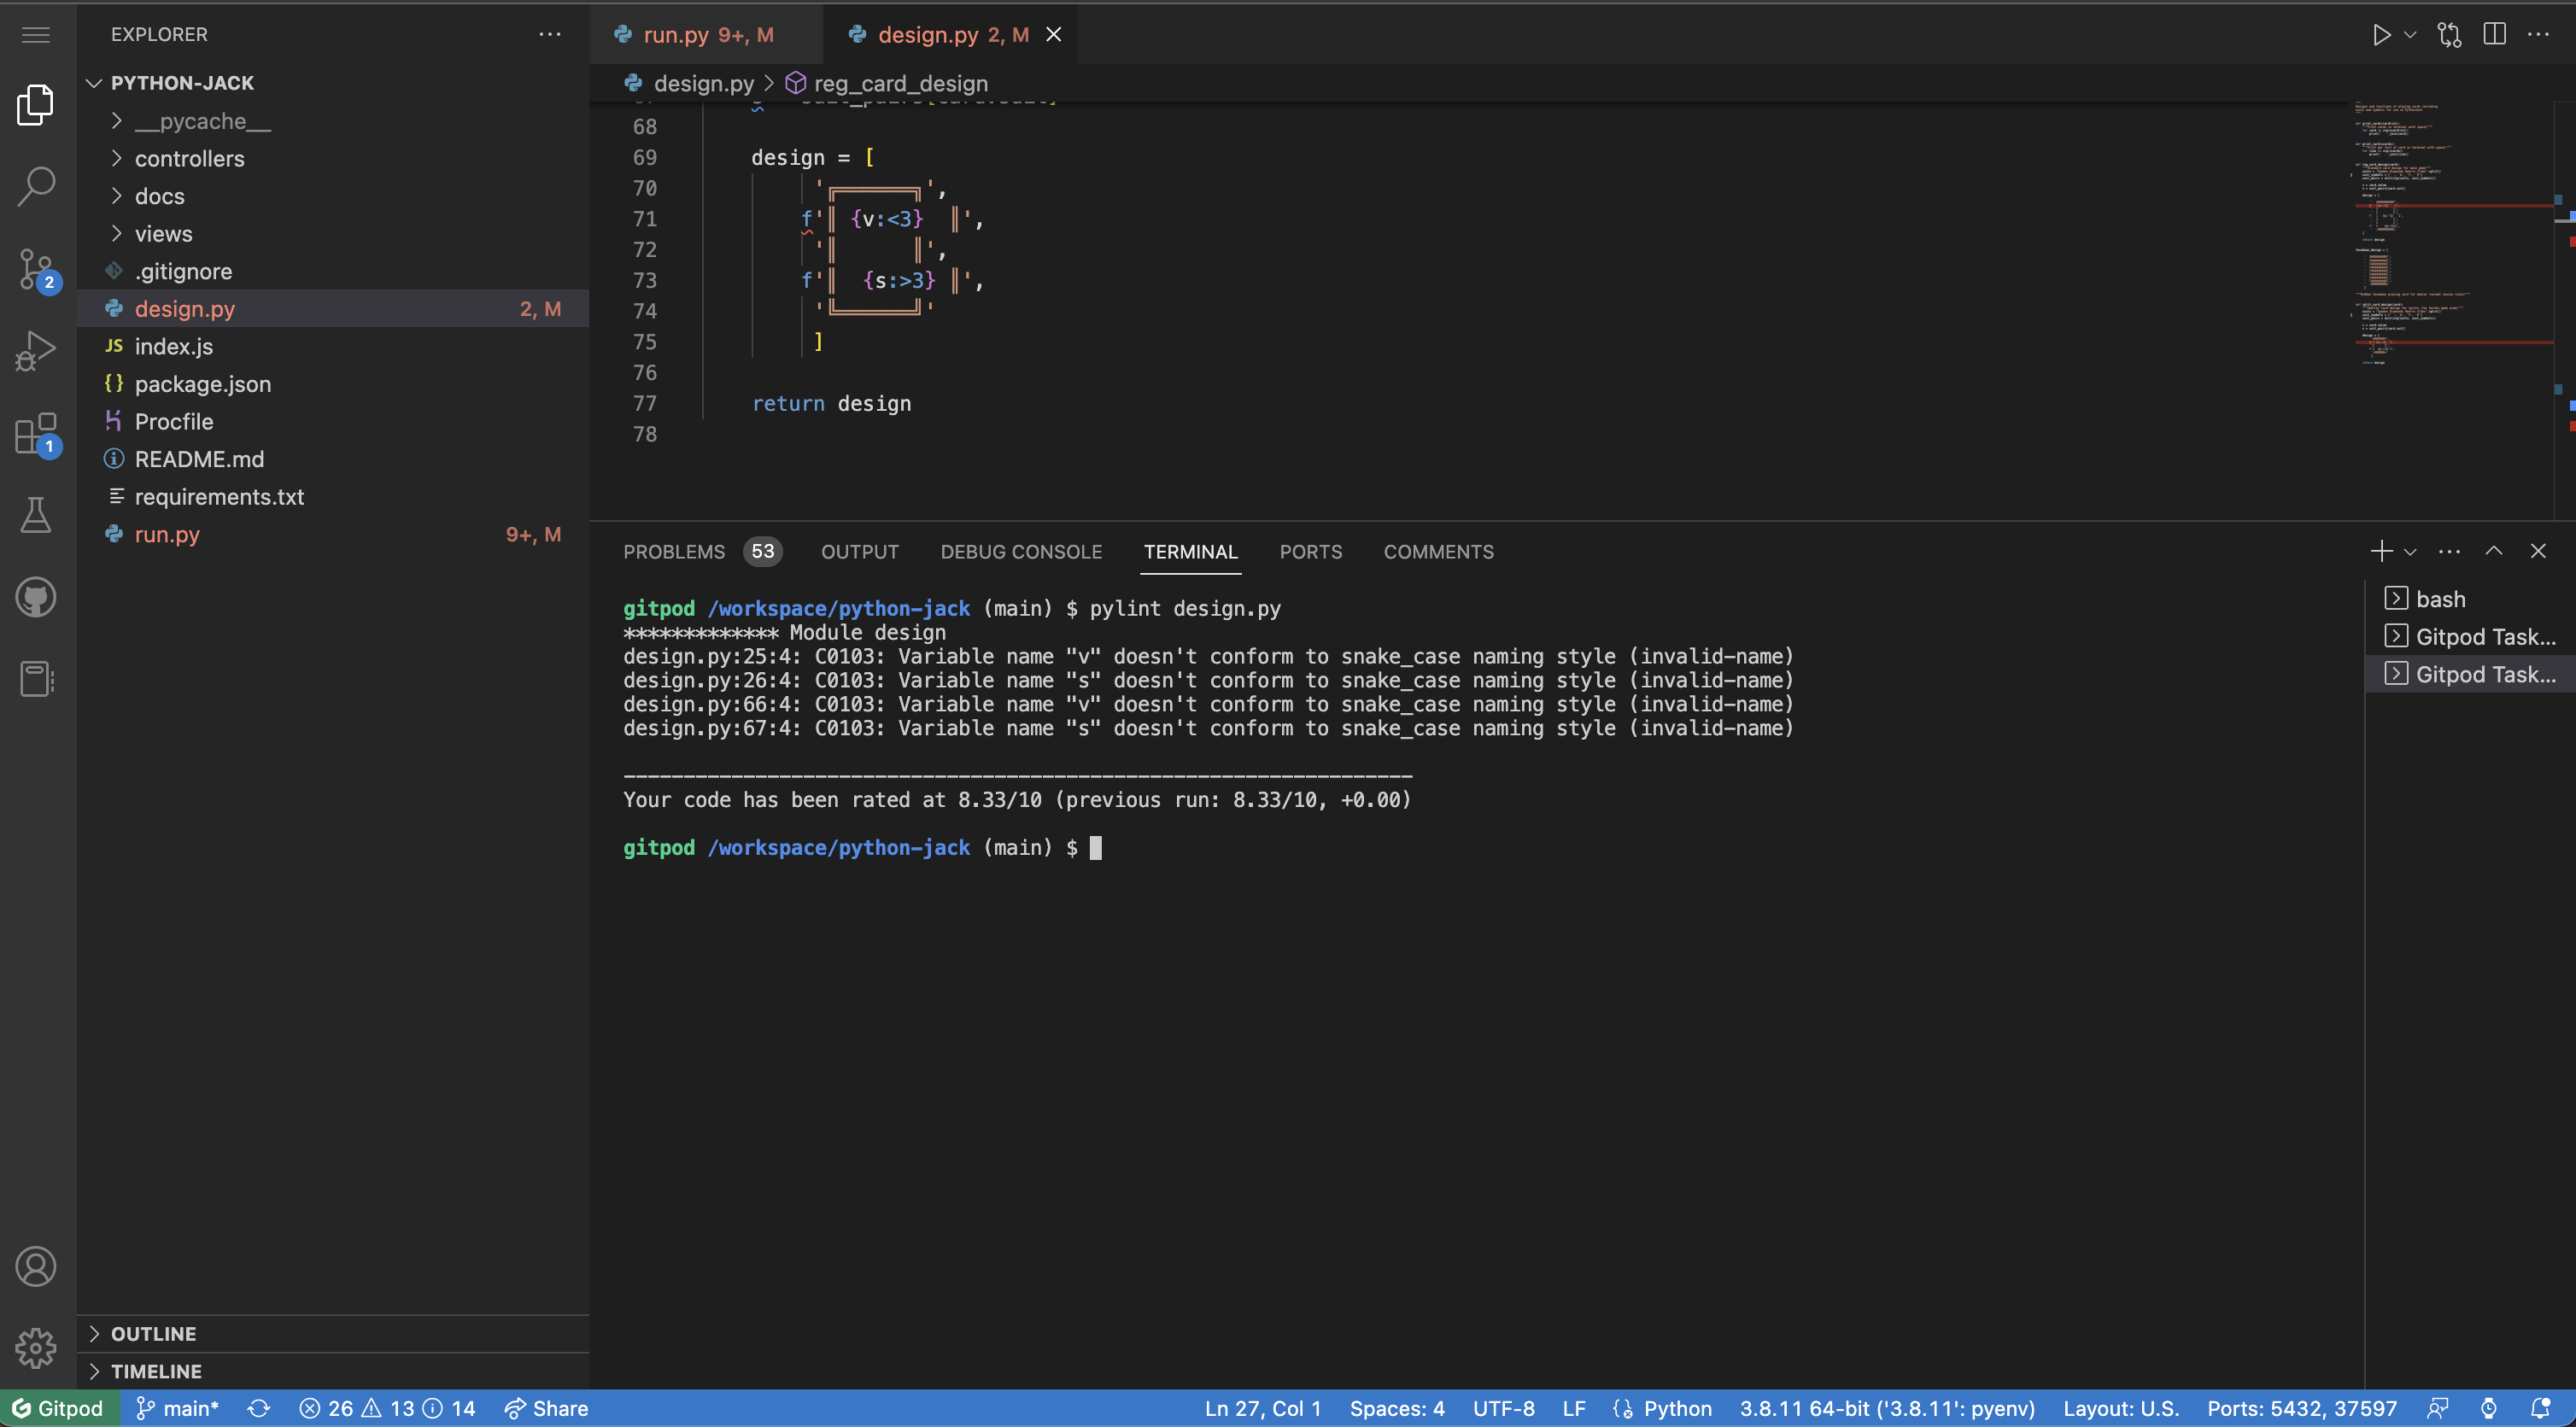 EXPLORER
run.py 9+, M
design.py 2, M
PYTHON-JACK
design.py > reg_card_design
__pycache__
controllers
docs
views
.gitignore
design.py 2, M
JS index.js
{} package.json
Procfile
README.md
requirements.txt
run.py 9+, M
2
1
68
69 design = [
70 '╔═══════╗',
71 f'║ {v:<3}  ║',
72 '║       ║',
73 f'║  {s:>3} ║',
74 '╚═══════╝'
75 ]
76
77 return design
78
PROBLEMS 53 OUTPUT DEBUG CONSOLE TERMINAL PORTS COMMENTS
gitpod /workspace/python-jack (main) $ pylint design.py
************* Module design
design.py:25:4: C0103: Variable name "v" doesn't conform to snake_case naming style (invalid-name)
design.py:26:4: C0103: Variable name "s" doesn't conform to snake_case naming style (invalid-name)
design.py:66:4: C0103: Variable name "v" doesn't conform to snake_case naming style (invalid-name)
design.py:67:4: C0103: Variable name "s" doesn't conform to snake_case naming style (invalid-name)
------------------------------------------------------------------
Your code has been rated at 8.33/10 (previous run: 8.33/10, +0.00)
gitpod /workspace/python-jack (main) $
bash
Gitpod Task...
Gitpod Task...
OUTLINE
TIMELINE
Gitpod main* 26 13 14 Share Ln 27, Col 1 Spaces: 4 UTF-8 LF Python 3.8.11 64-bit ('3.8.11': pyenv) Layout: U.S. Ports: 5432, 37597